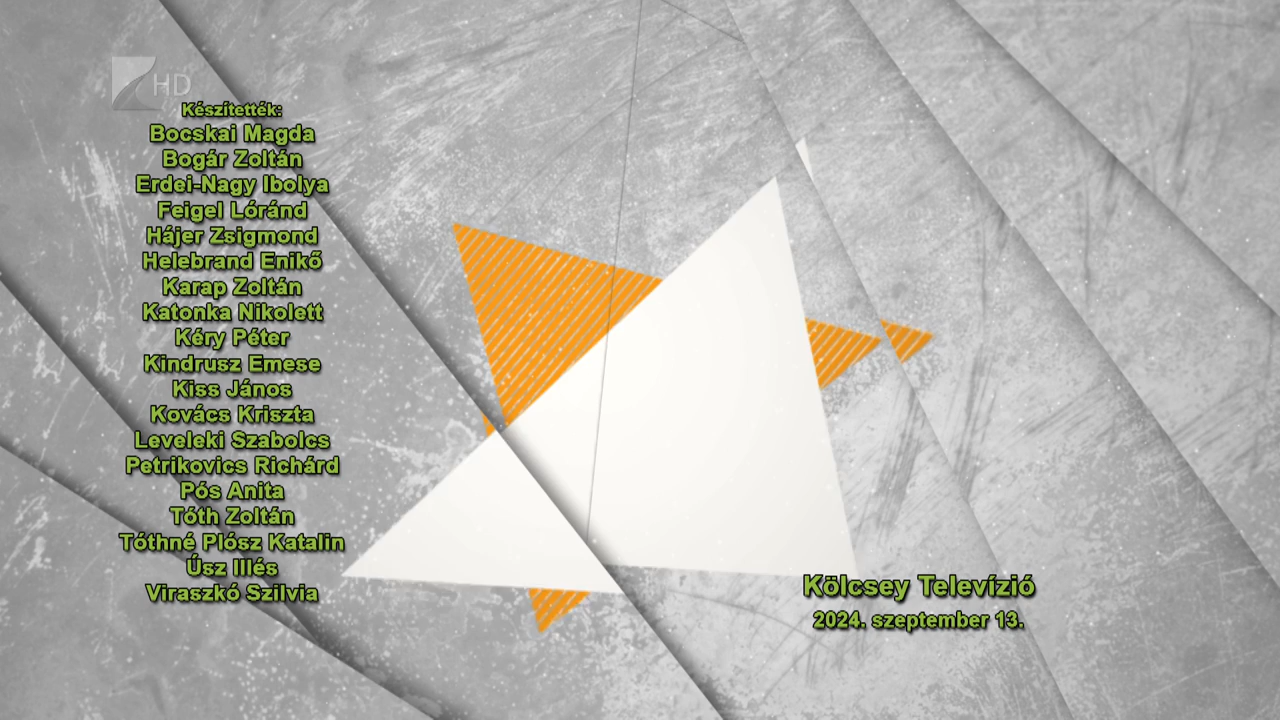 HD
Készítették:
Bocskai Magda
Bogár Zoltán
Erdei-Nagy Ibolya
Feigel Lóránd
Hájer Zsigmond
Helebrand Enikő
Karap Zoltán
Katonka Nikolett
Kéry Péter
Kindrusz Emese
Kiss János
Kovács Kriszta
Leveleki Szabolcs
Petrikovics Richárd
Pós Anita
Tóth Zoltán
Tóthné Plósz Katalin
Úsz Illés
Viraszkó Szilvia
Kölcsey Televízió
2024. szeptember 13.